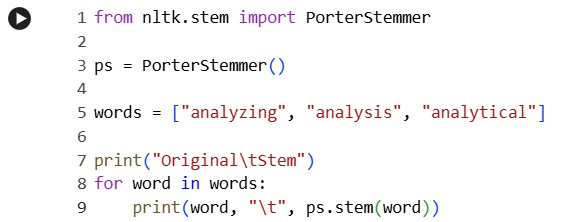 1 from nltk.stem import PorterStemmer
2
3 ps = PorterStemmer()
4
5 words = ["analyzing", "analysis", "analytical"]
6
7 print("Original\tStem")
8 for word in words:
9     print(word, "\t", ps.stem(word))